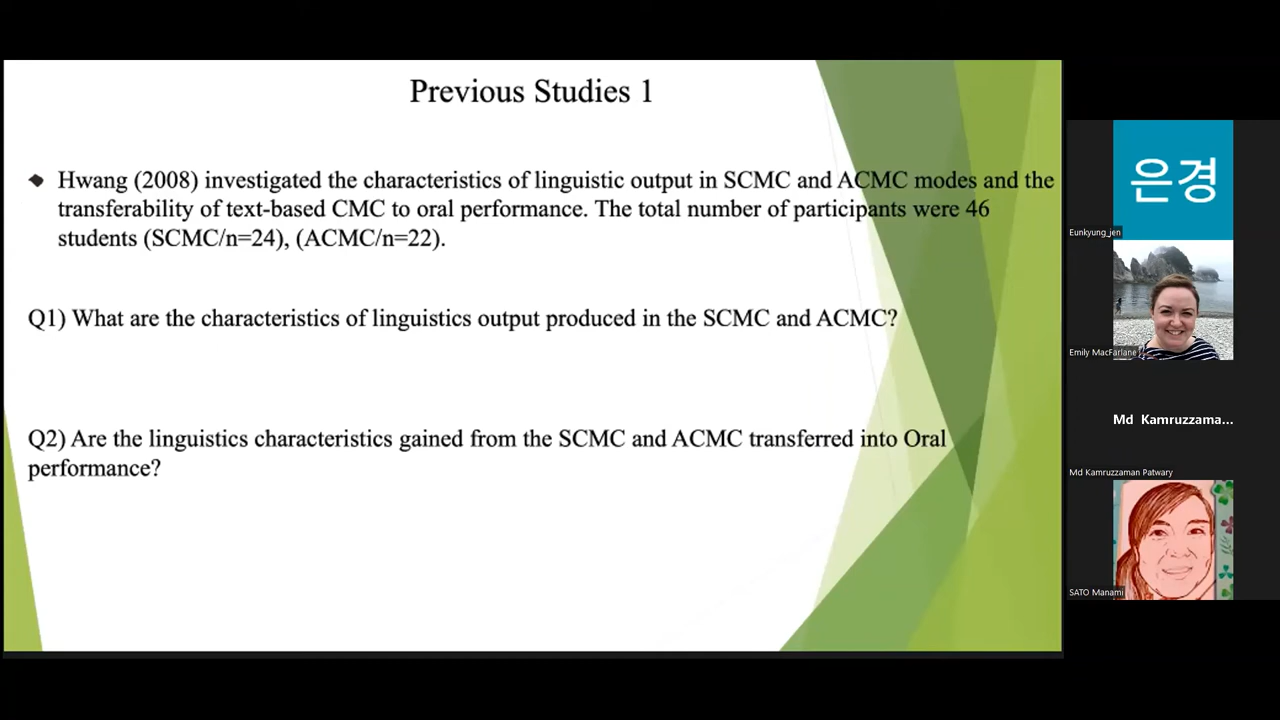 Previous Studies 1
Hwang (2008) investigated the characteristics of linguistic output in SCMC and ACMC modes and the
transferability of text-based CMC to oral performance. The total number of participants were 46
students (SCMC/n=24), (ACMC/n=22).
Q1) What are the characteristics of linguistics output produced in the SCMC and ACMC?
Q2) Are the linguistics characteristics gained from the SCMC and ACMC transferred into Oral
performance?
은경
Eunkyung_jen
Emily MacFarlane
Md Kamruzzama...
Md Kamruzzaman Patwary
SATO Manami